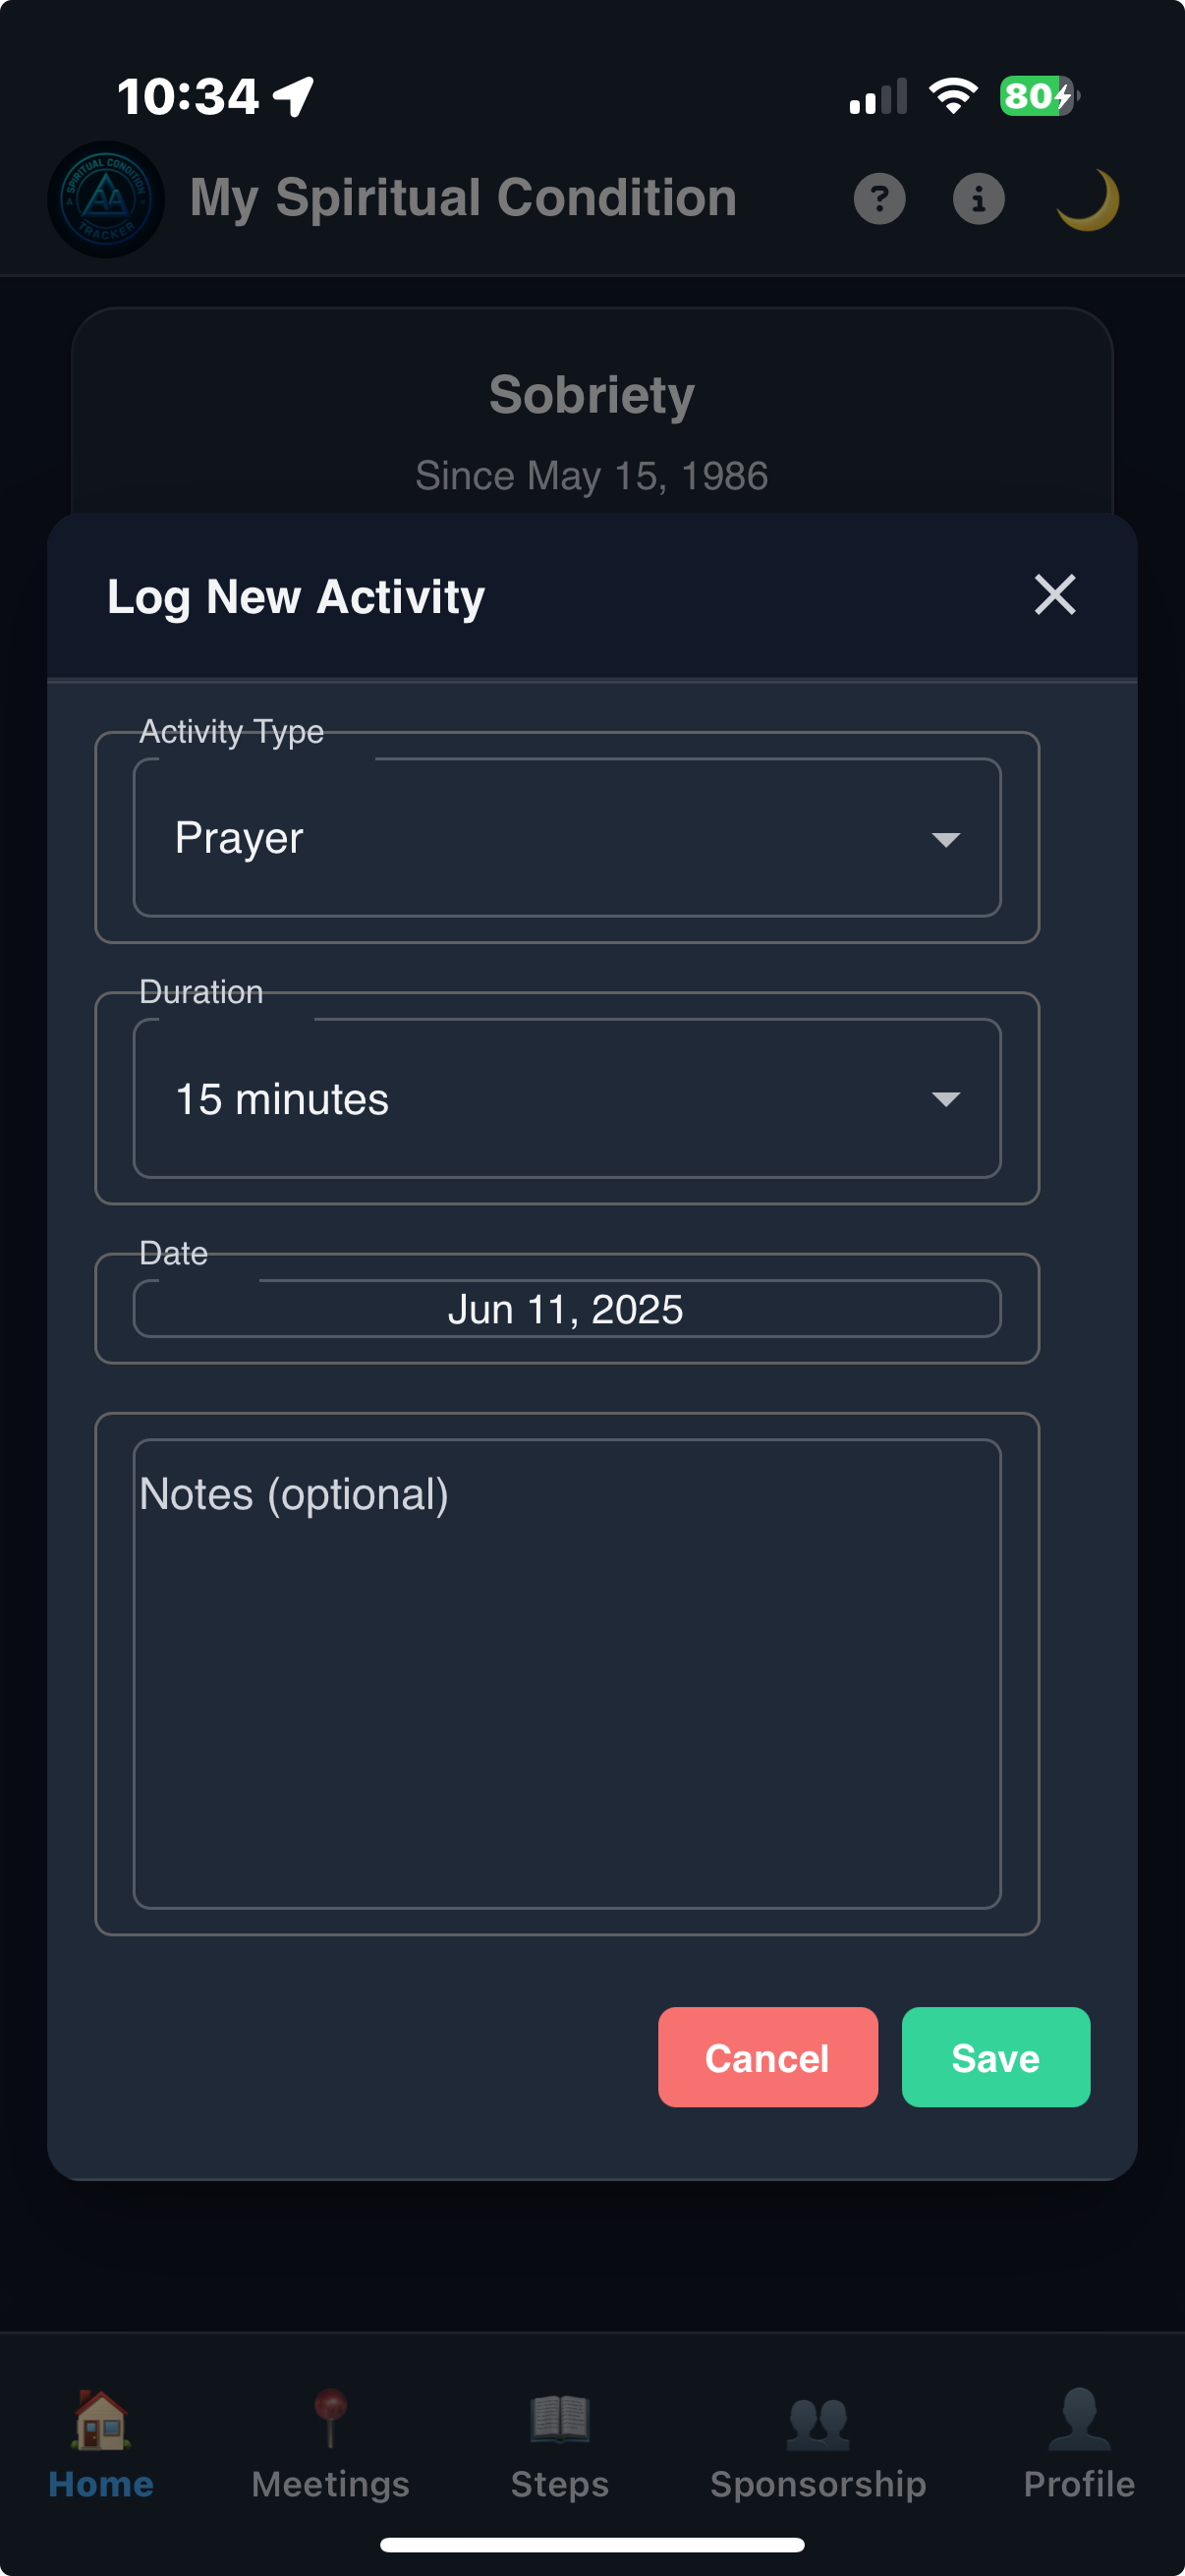 10:34
80
SPIRITUAL CONDITION
AA
TRACKER
My Spiritual Condition
?
i
Sobriety
Since May 15, 1986
Log New Activity
Activity Type
Prayer
Duration
15 minutes
Date
Jun 11, 2025
Notes (optional)
Cancel
Save
Home
Meetings
Steps
Sponsorship
Profile